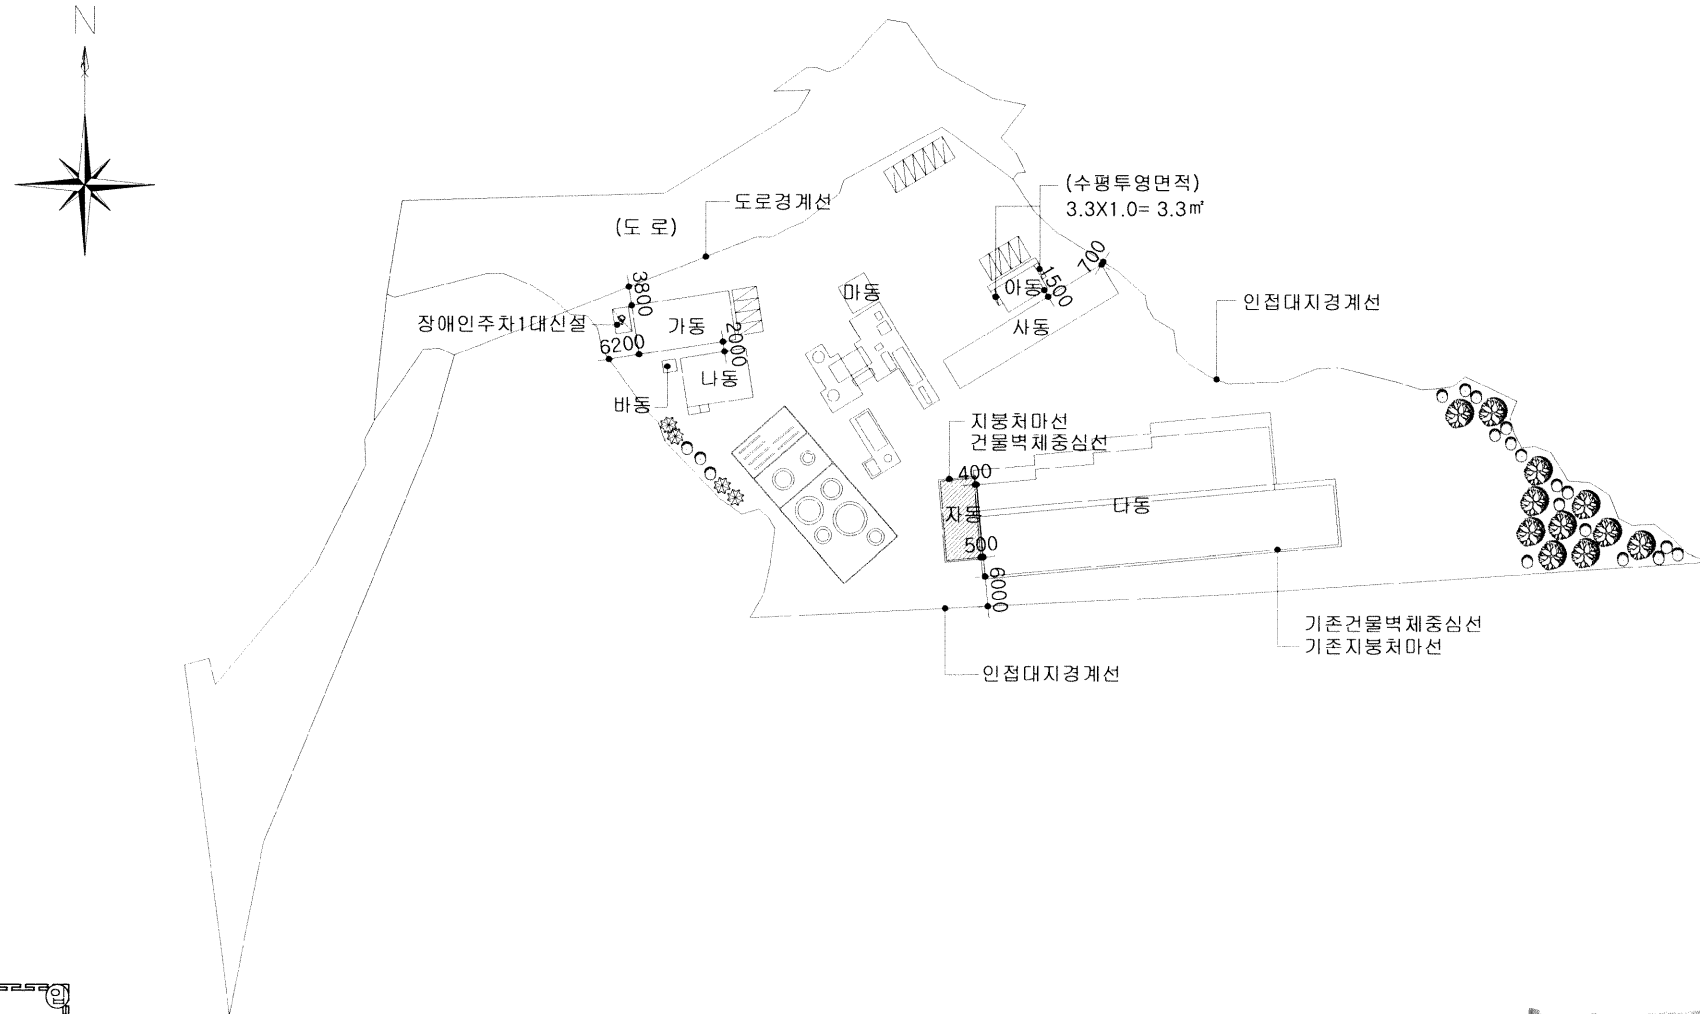 N
(수평투영면적)
3.3X1.0= 3.3㎡
도로경계선
(도 로)
700
3800
마동
아동
1500
인접대지경계선
장애인주차1대신설
가동
사동
6200
2000
나동
바동
지붕처마선
건물벽체중심선
400
자동
다동
500
6000
기존건물벽체중심선
기존지붕처마선
인접대지경계선
입